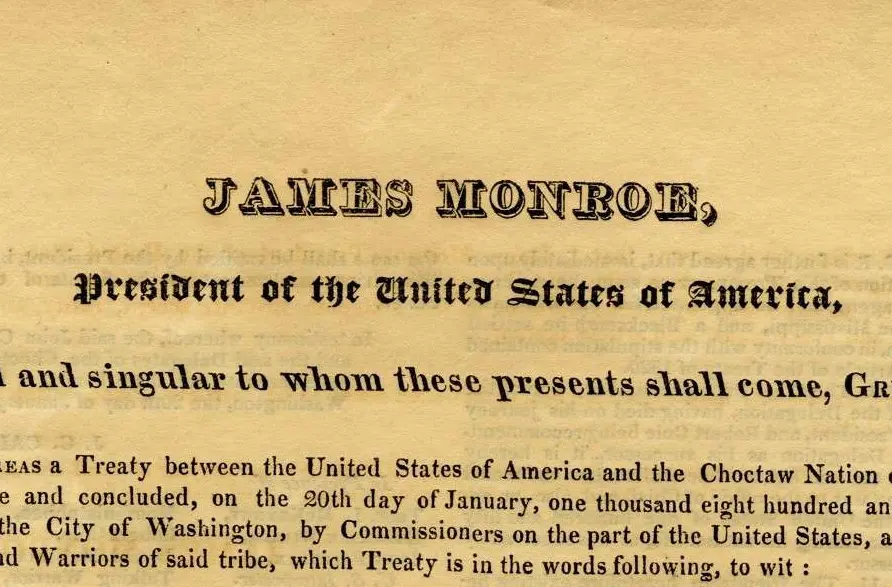 JAMES MONROE,
President of the United States of America,
and singular to whom these presents shall come, GR
EAS a Treaty between the United States of America and the Choctaw Nation
e and concluded, on the 20th day of January, one thousand eight hundred an
the City of Washington, by Commissioners on the part of the United States, a
nd Warriors of said tribe, which Treaty is in the words following, to wit :